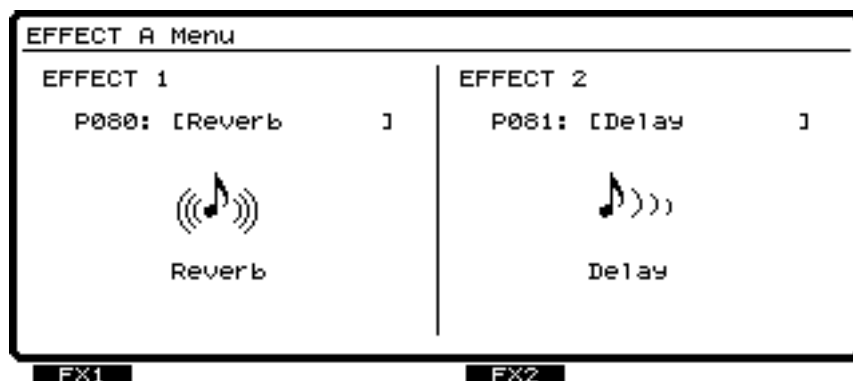 EFFECT A Menu
EFFECT 1
P080: [Reverb ]
Reverb
EFFECT 2
P081: [Delay ]
Delay
FX1
FX2